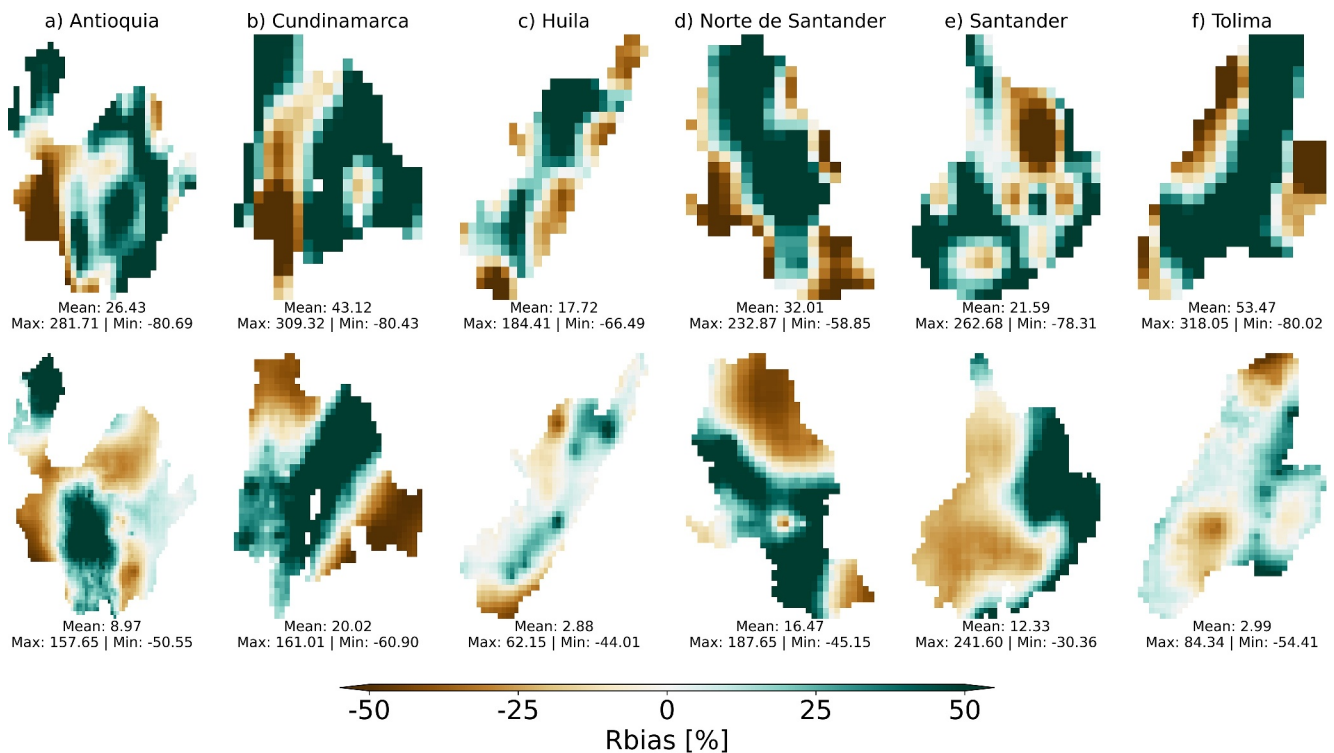 a) Antioquia b) Cundinamarca c) Huila d) Norte de Santander e) Santander f) Tolima
Mean: 26.43 Mean: 43.12 Mean: 17.72 Mean: 32.01 Mean: 21.59 Mean: 53.47
Max: 281.71 | Min: -80.69 Max: 309.32 | Min: -80.43 Max: 184.41 | Min: -66.49 Max: 232.87 | Min: -58.85 Max: 262.68 | Min: -78.31 Max: 318.05 | Min: -80.02
Mean: 8.97 Mean: 20.02 Mean: 2.88 Mean: 16.47 Mean: 12.33 Mean: 2.99
Max: 157.65 | Min: -50.55 Max: 161.01 | Min: -60.90 Max: 62.15 | Min: -44.01 Max: 187.65 | Min: -45.15 Max: 241.60 | Min: -30.36 Max: 84.34 | Min: -54.41
-50 -25 0 25 50
Rbias [%]